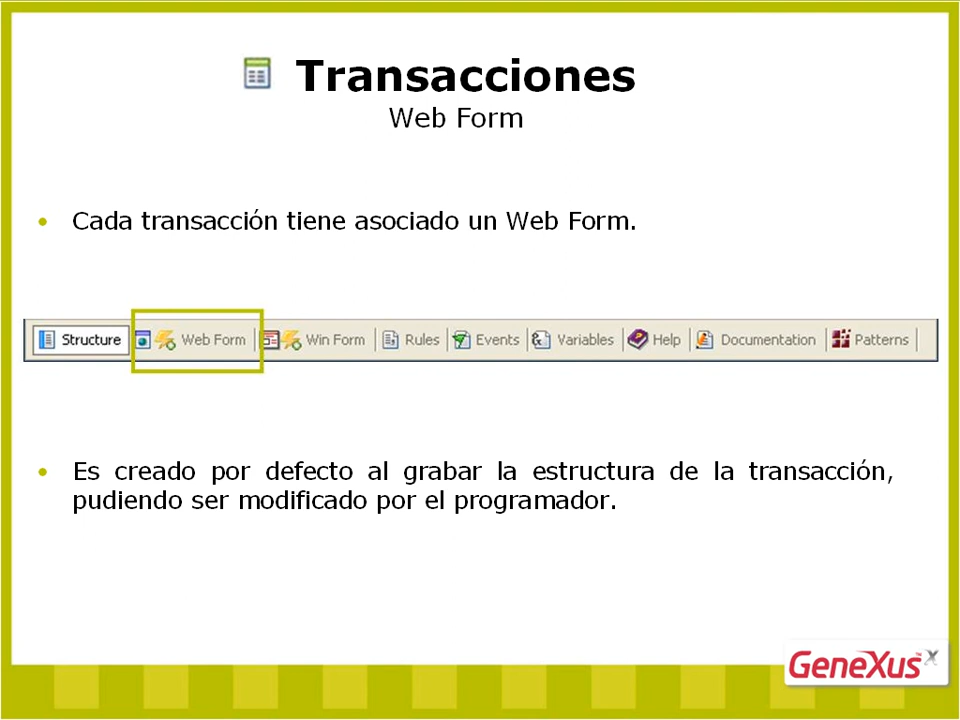 Transacciones
Web Form
• Cada transacción tiene asociado un Web Form.
Structure Web Form Win Form Rules Events Variables Help Documentation Patterns
• Es creado por defecto al grabar la estructura de la transacción,
pudiendo ser modificado por el programador.
GeneXus X